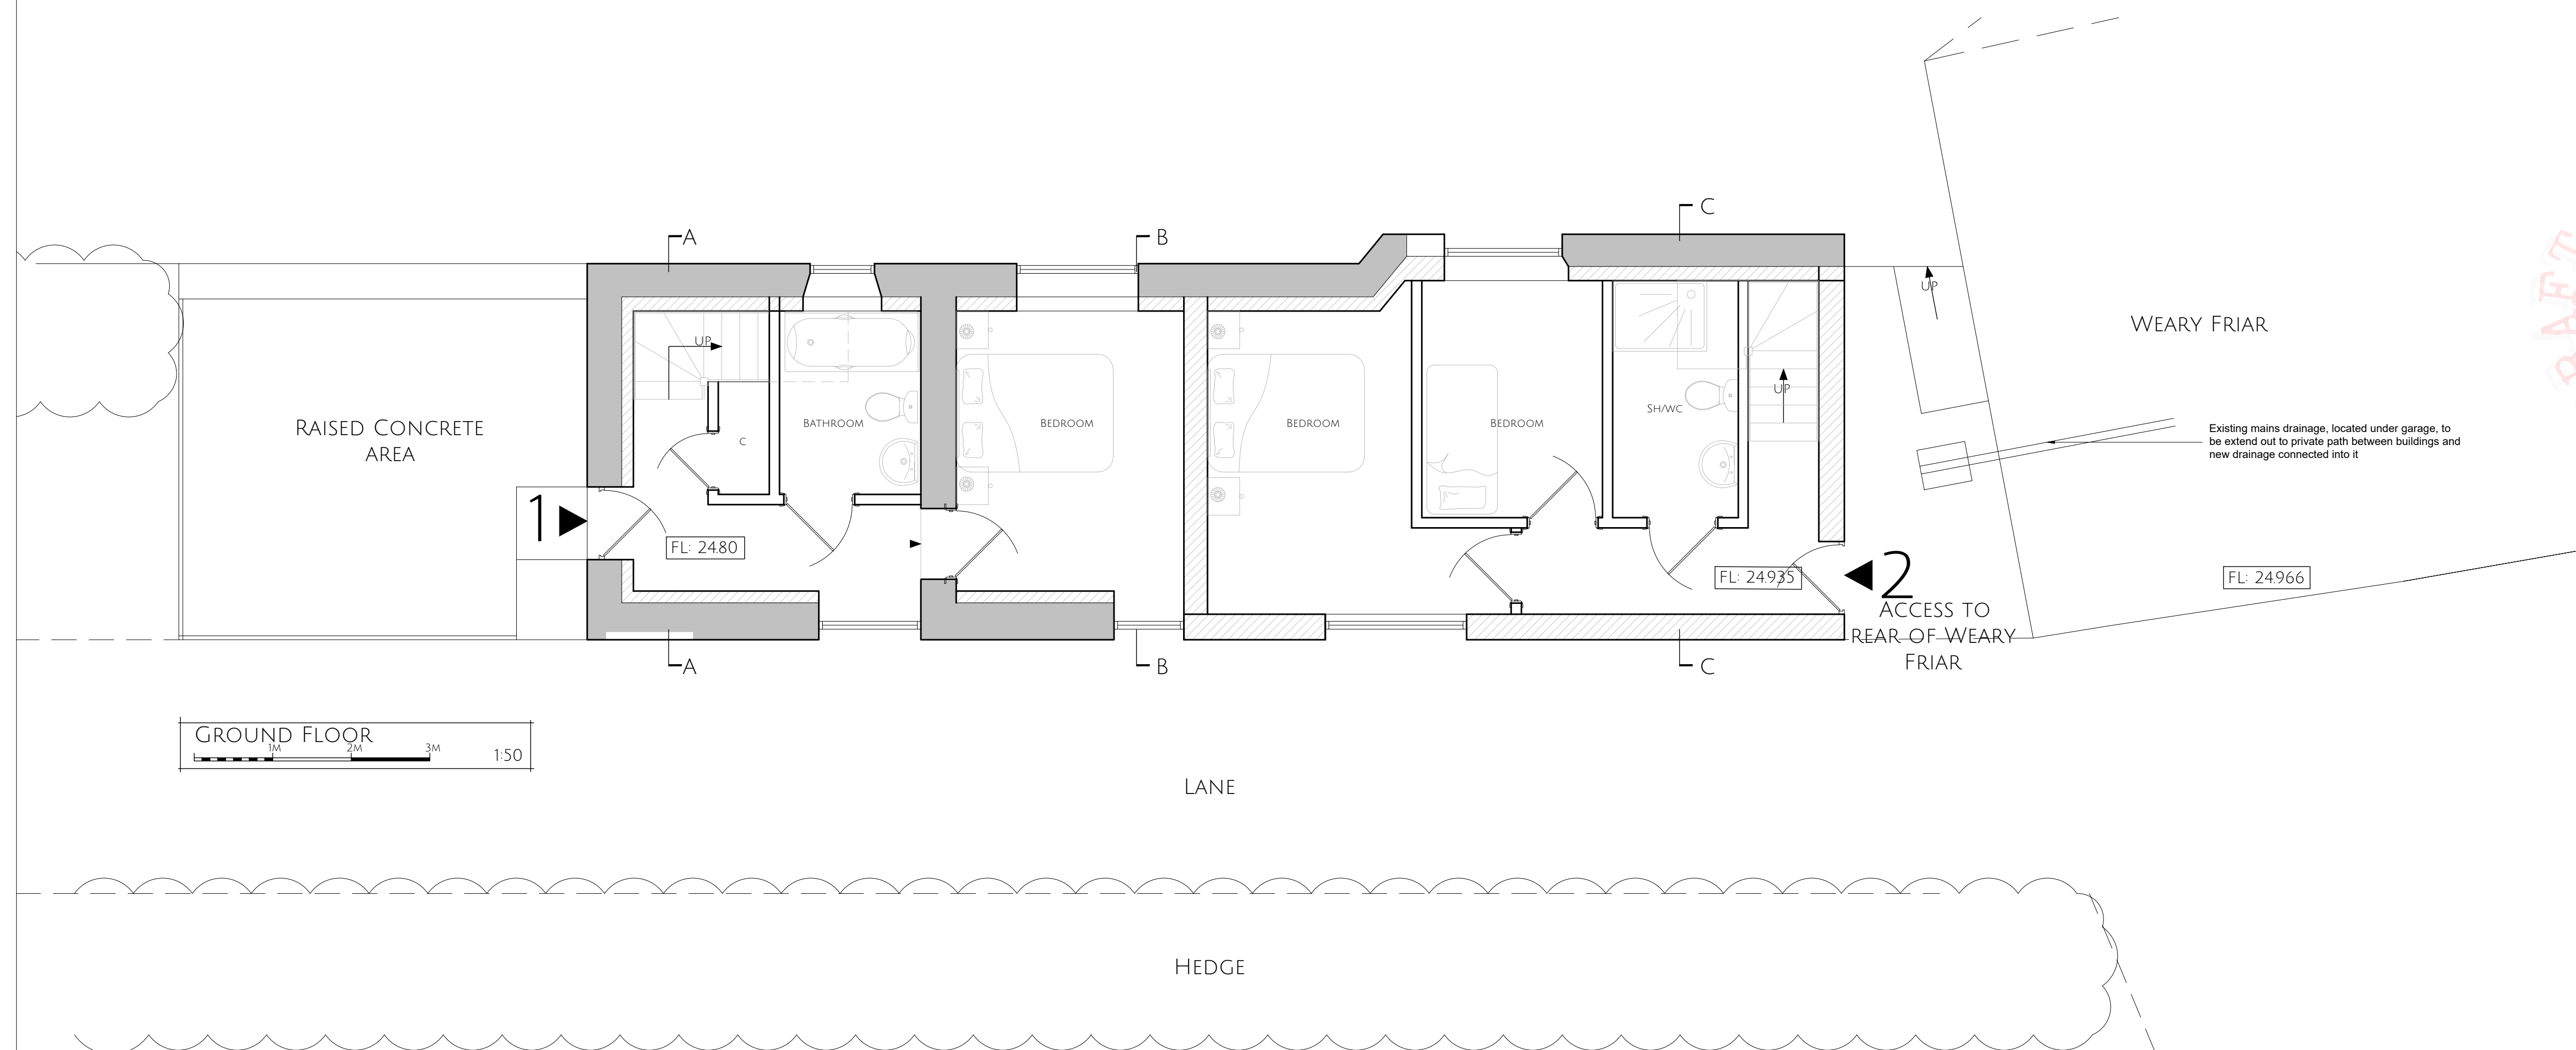 C
A
B
UP
WEARY FRIAR
UP
UP
SH/WC
BATHROOM
BEDROOM
BEDROOM
BEDROOM
RAISED CONCRETE
AREA
C
Existing mains drainage, located under garage, to
be extend out to private path between buildings and
new drainage connected into it
1
FL: 24.80
FL: 24.935
2
FL: 24.966
ACCESS TO
REAR OF WEARY
FRIAR
A
B
C
GROUND FLOOR
1M
2M
3M
1:50
LANE
HEDGE